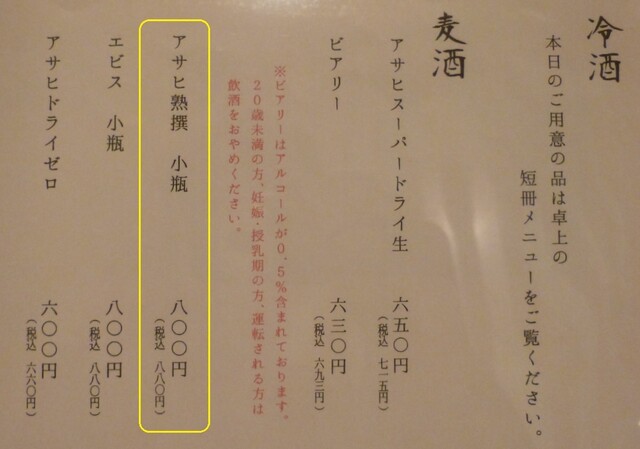 冷酒
本日のご用意の品は卓上の
短冊メニューをご覧ください。
麦酒
アサヒスーパードライ生 六五〇円
(税込 七一五円)
ビアリー 六三〇円
(税込 六九三円)
※ビアリーはアルコールが0.5%含まれております。
20歳未満の方、妊娠・授乳期の方、運転される方は
飲酒をおやめください。
アサヒ熟撰 小瓶 八〇〇円
(税込 八八〇円)
ヱビス 小瓶 八〇〇円
(税込 八八〇円)
アサヒドライゼロ 六〇〇円
(税込 六六〇円)